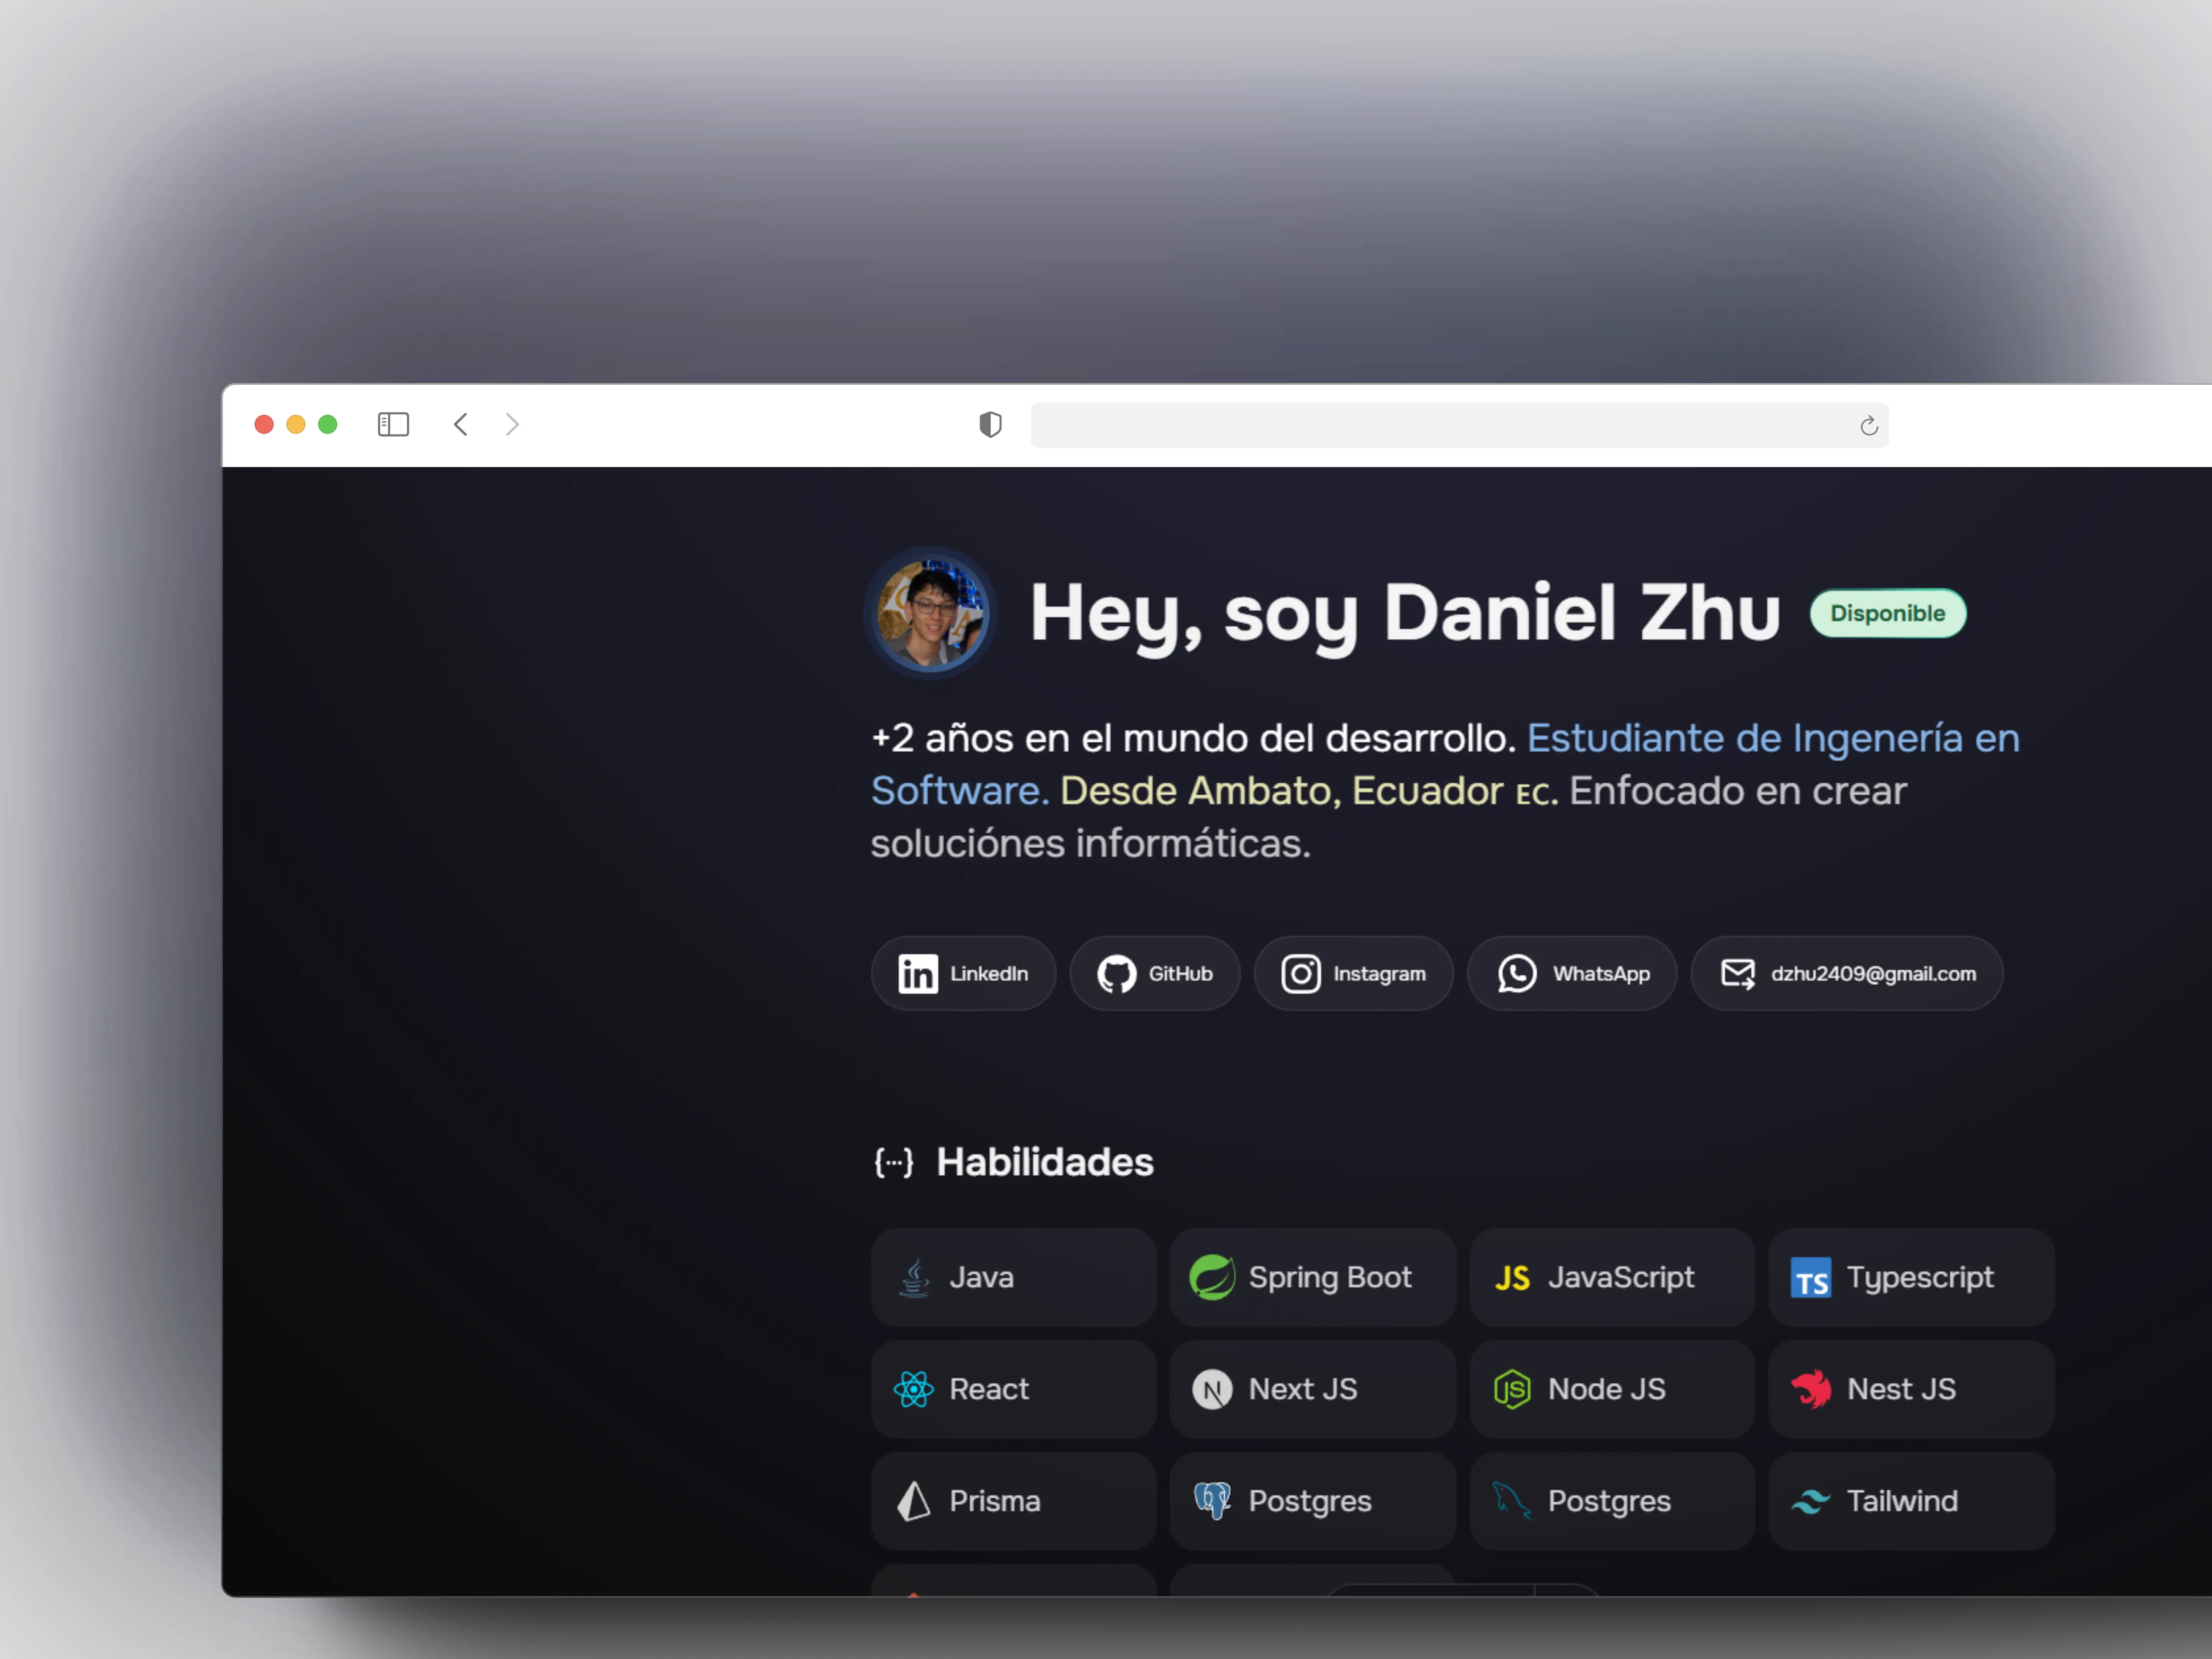 Hey, soy Daniel Zhu
Disponible
+2 años en el mundo del desarrollo. Estudiante de Ingenería en
Software. Desde Ambato, Ecuador EC. Enfocado en crear
soluciónes informáticas.
LinkedIn
GitHub
Instagram
WhatsApp
dzhu2409@gmail.com
{···} Habilidades
Java
Spring Boot
JS JavaScript
TS Typescript
React
N Next JS
JS Node JS
Nest JS
Prisma
Postgres
Postgres
Tailwind